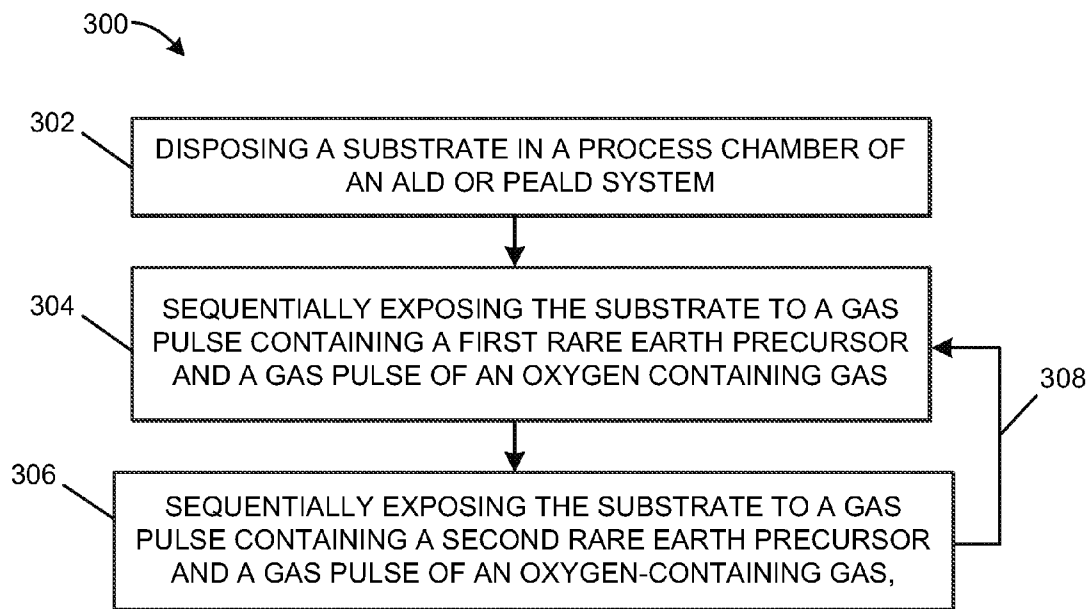 300
302
DISPOSING A SUBSTRATE IN A PROCESS CHAMBER OF
AN ALD OR PEALD SYSTEM
304
SEQUENTIALLY EXPOSING THE SUBSTRATE TO A GAS
PULSE CONTAINING A FIRST RARE EARTH PRECURSOR
AND A GAS PULSE OF AN OXYGEN CONTAINING GAS
308
306
SEQUENTIALLY EXPOSING THE SUBSTRATE TO A GAS
PULSE CONTAINING A SECOND RARE EARTH PRECURSOR
AND A GAS PULSE OF AN OXYGEN-CONTAINING GAS,